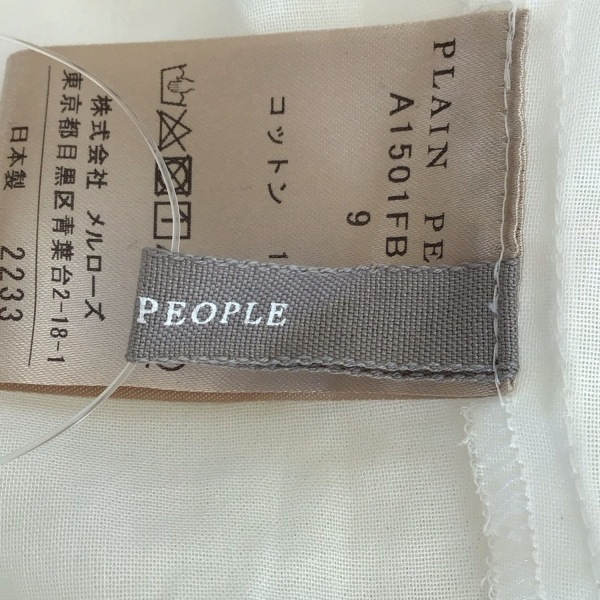 PLAIN PE
A1501FB
9
コットン 1
株式会社 メルローズ
東京都目黒区青葉台2-18-1
日本製 2233
PEOPLE